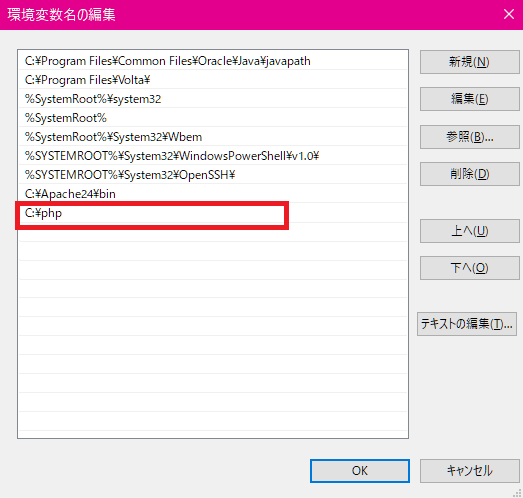 環境変数名の編集
C:¥Program Files¥Common Files¥Oracle¥Java¥javapath
C:¥Program Files¥Volta¥
%SystemRoot%¥system32
%SystemRoot%
%SystemRoot%¥System32¥Wbem
%SYSTEMROOT%¥System32¥WindowsPowerShell¥v1.0¥
%SYSTEMROOT%¥System32¥OpenSSH¥
C:¥Apache24¥bin
C:¥php
新規(N)
編集(E)
参照(B)...
削除(D)
上へ(U)
下へ(O)
テキストの編集(T)...
OK
キャンセル